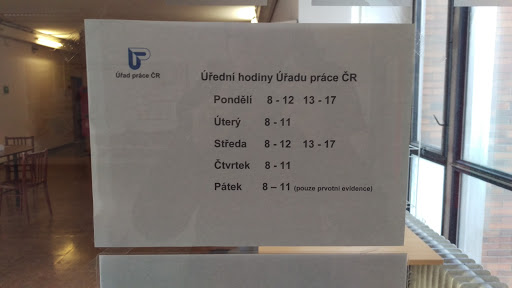 Úřad práce ČR
Úřední hodiny Úřadu práce ČR
Pondělí 8 - 12 13 - 17
Úterý 8 - 11
Středa 8 - 12 13 - 17
Čtvrtek 8 - 11
Pátek 8 – 11 (pouze prvotní evidence)